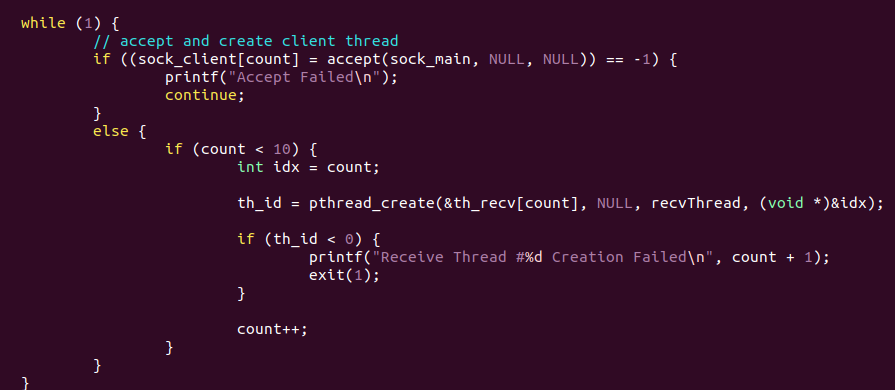 while (1) {
        // accept and create client thread
        if ((sock_client[count] = accept(sock_main, NULL, NULL)) == -1) {
                printf("Accept Failed\n");
                continue;
        }
        else {
                if (count < 10) {
                        int idx = count;

                        th_id = pthread_create(&th_recv[count], NULL, recvThread, (void *)&idx);

                        if (th_id < 0) {
                                printf("Receive Thread #%d Creation Failed\n", count + 1);
                                exit(1);
                        }

                        count++;
                }
        }
}